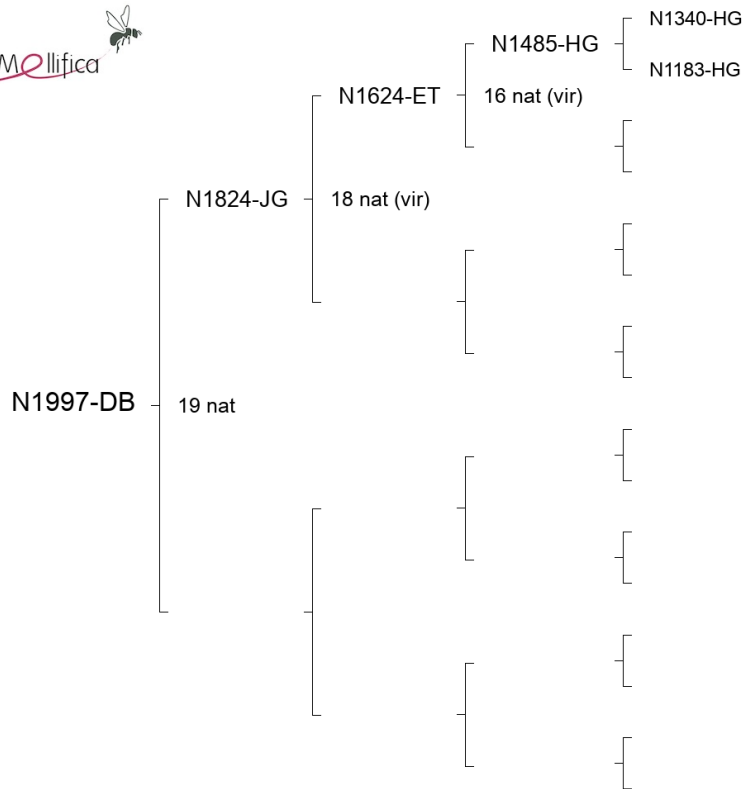 Mellifica
N1340-HG
N1485-HG
N1183-HG
N1624-ET
16 nat (vir)
N1824-JG
18 nat (vir)
N1997-DB
19 nat